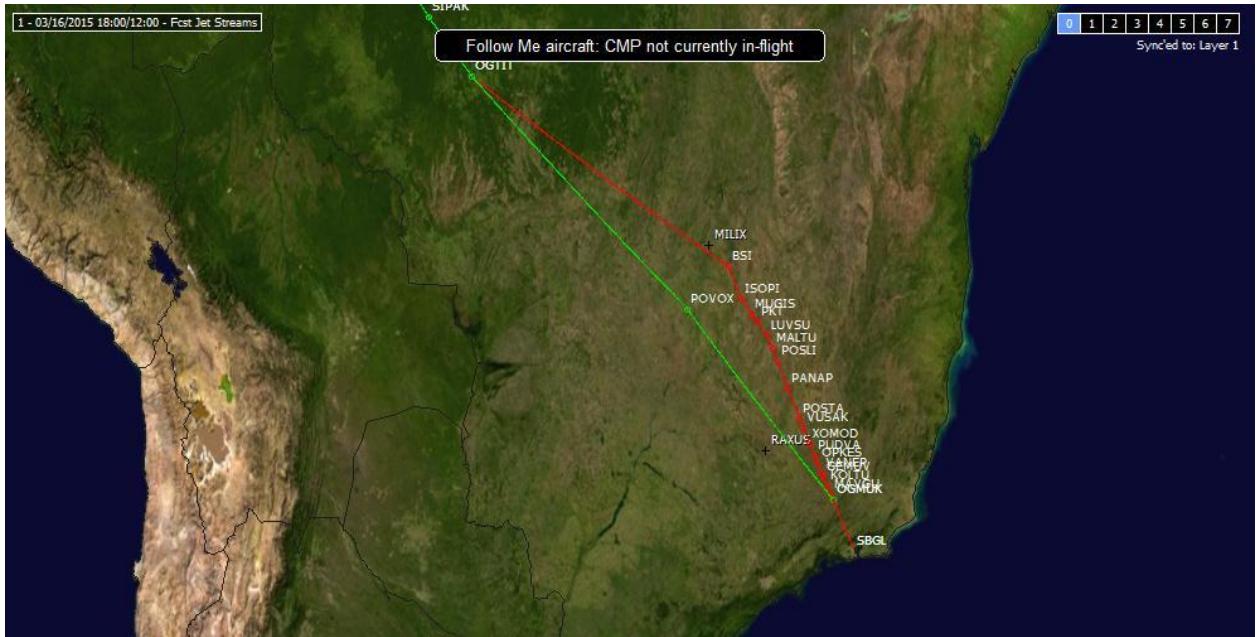 SIPAK
1 - 03/16/2015 18:00/12:00 - Fcst Jet Streams
0 1 2 3 4 5 6 7
Follow Me aircraft: CMP not currently in-flight
Sync'ed to: Layer 1
OGTIT
MILIX
BSI
ISOPI
POVOX
MUGIS
PKT
LUVSU
MALTU
POSLI
PANAP
POSTA
VUSAK
XOMOD
RAXUS
PUDVA
OPKES
VANEP
KOLTU
OGMUK
SBGL